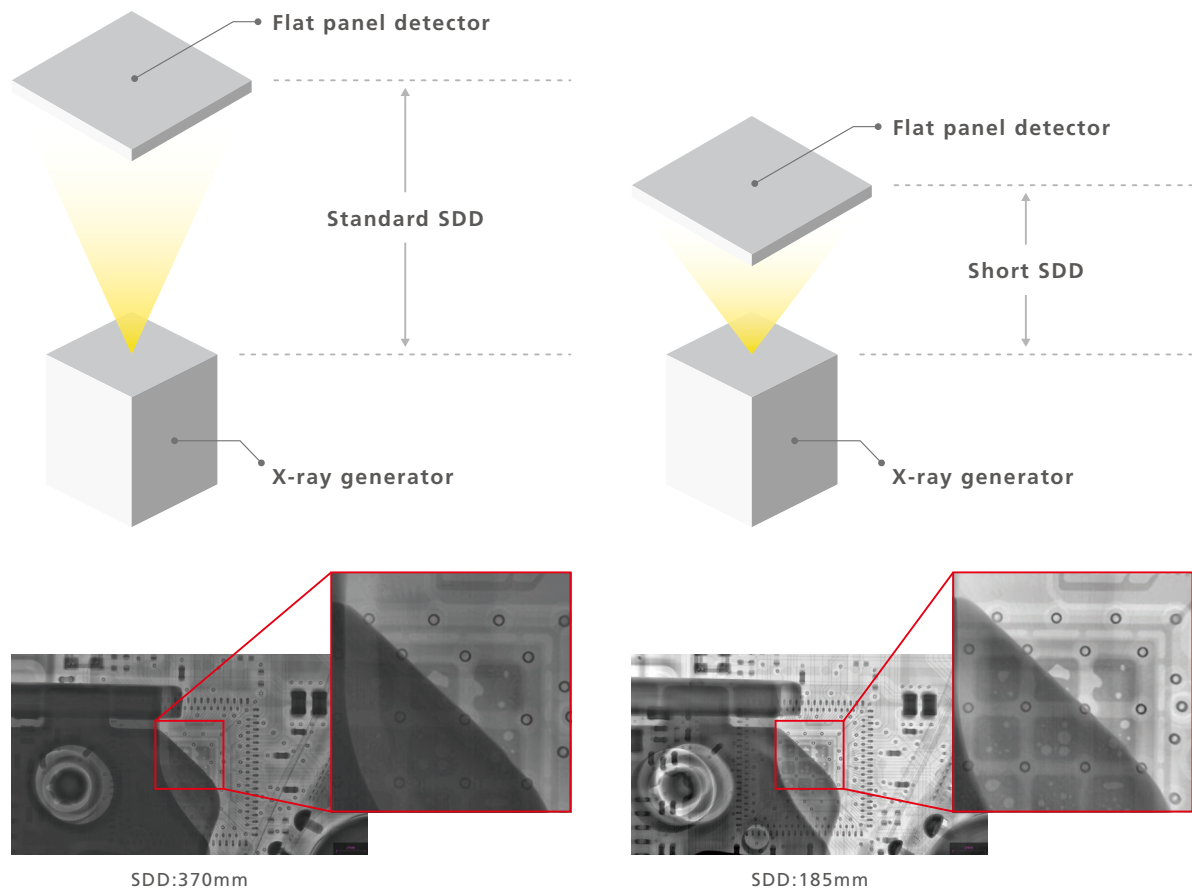 Flat panel detector
Standard SDD
X-ray generator
Flat panel detector
Short SDD
X-ray generator
SDD:370mm
SDD:185mm